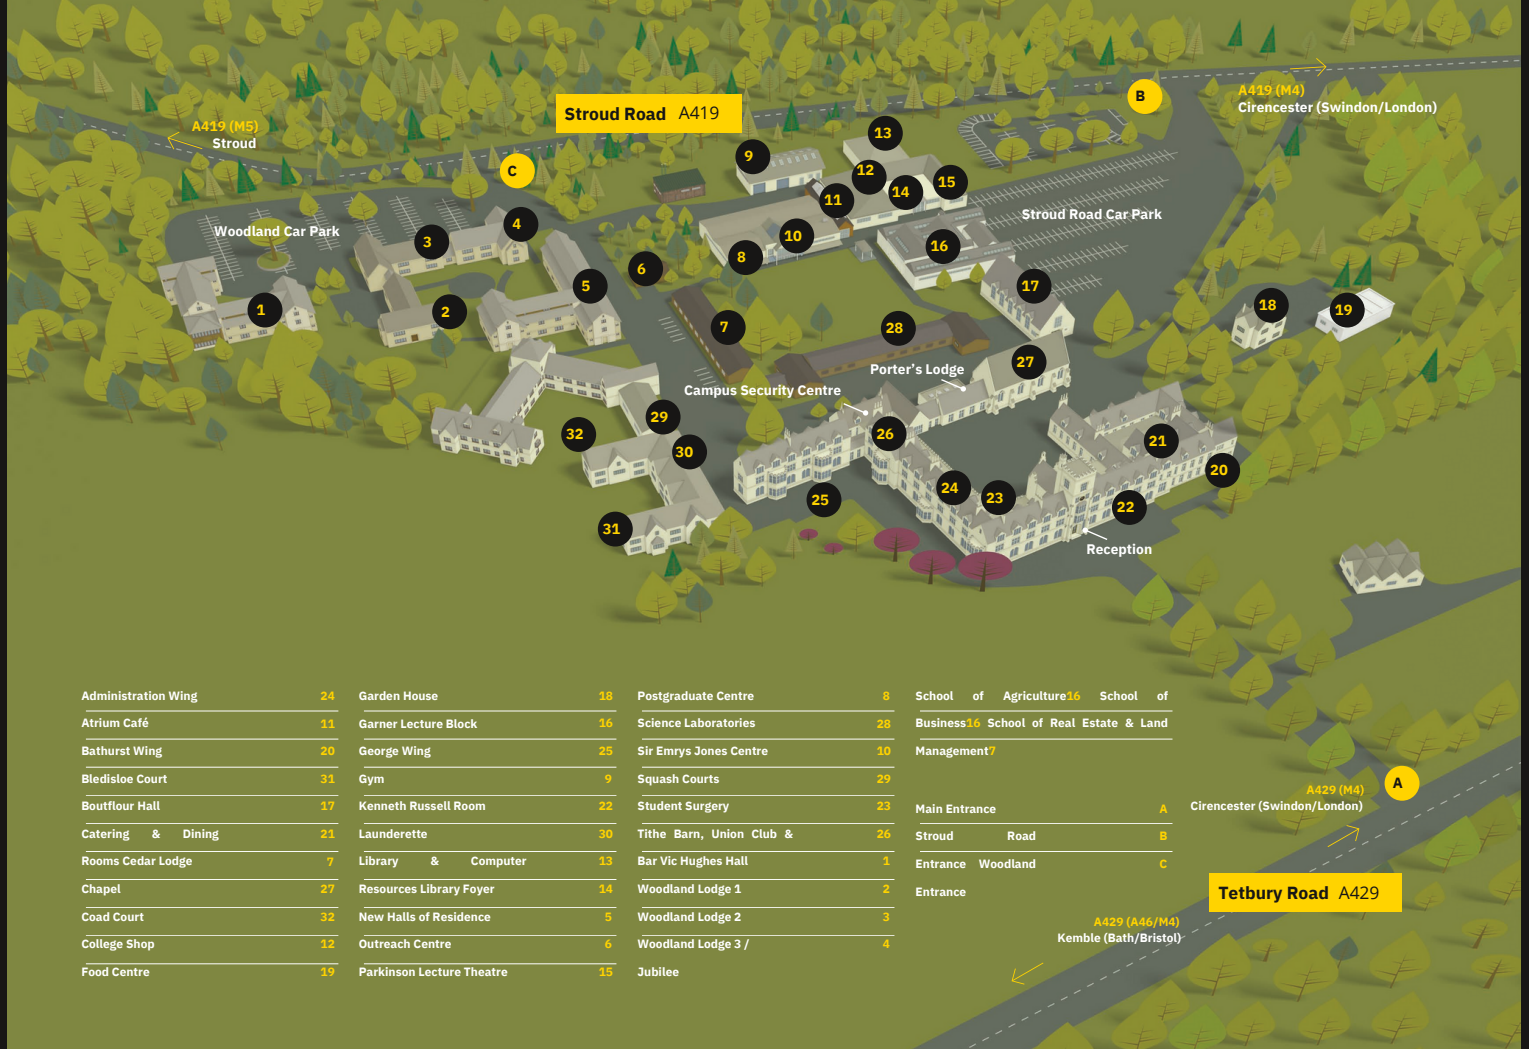 A419 (M4)
Cirencester (Swindon/London)
B
Stroud Road A419
A419 (M5)
Stroud
C
13
9
12
15
14
11
Stroud Road Car Park
4
Woodland Car Park
3
10
16
8
6
5
17
18
19
1
2
7
28
27
Porter's Lodge
Campus Security Centre
29
32
26
21
30
20
24
23
25
22
31
Reception
Administration Wing 24
Atrium Café 11
Bathurst Wing 20
Bledisloe Court 31
Boutflour Hall 17
Catering & Dining 21
Rooms Cedar Lodge 7
Chapel 27
Coad Court 32
College Shop 12
Food Centre 19
Garden House 18
Garner Lecture Block 16
George Wing 25
Gym 9
Kenneth Russell Room 22
Launderette 30
Library & Computer 13
Resources Library Foyer 14
New Halls of Residence 5
Outreach Centre 6
Parkinson Lecture Theatre 15
Postgraduate Centre 8
Science Laboratories 28
Sir Emrys Jones Centre 10
Squash Courts 29
Student Surgery 23
Tithe Barn, Union Club & 26
Bar Vic Hughes Hall 1
Woodland Lodge 1 2
Woodland Lodge 2 3
Woodland Lodge 3 / 4
Jubilee
School of Agriculture16 School of
Business16 School of Real Estate & Land
Management7
Main Entrance A
Stroud Road B
Entrance Woodland C
Entrance
A
A429 (M4)
Cirencester (Swindon/London)
Tetbury Road A429
A429 (A46/M4)
Kemble (Bath/Bristol)